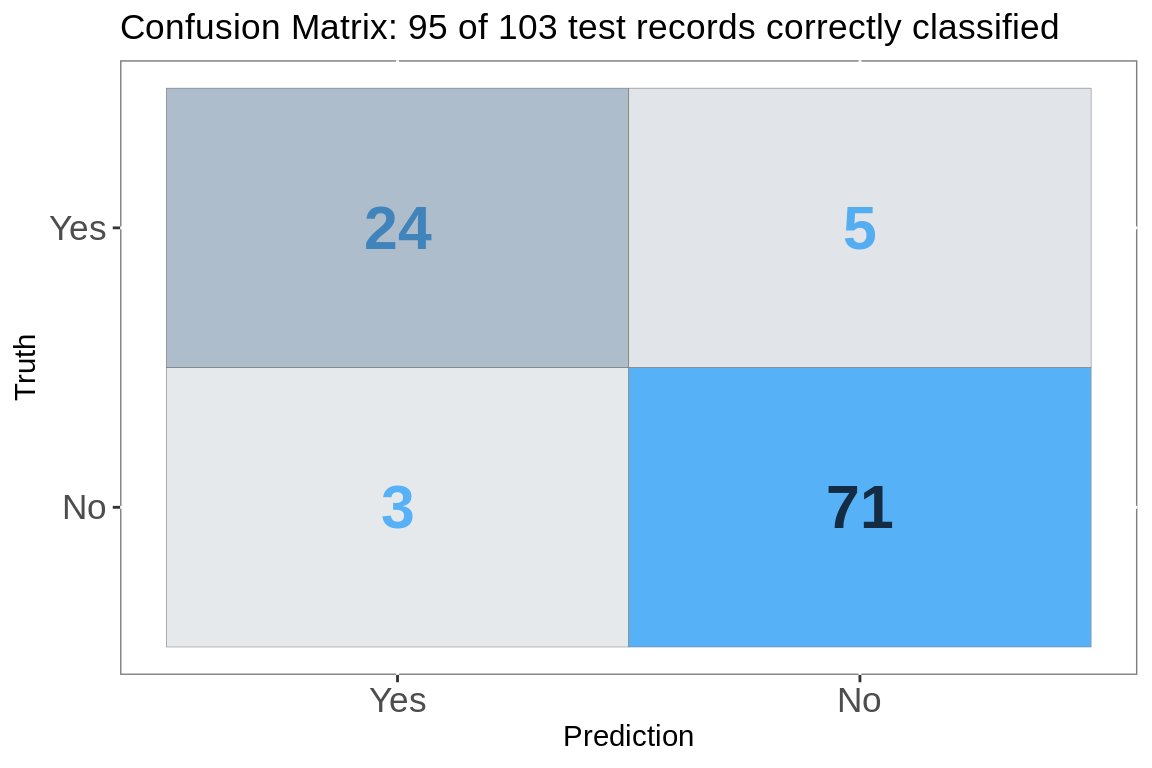 Confusion Matrix: 95 of 103 test records correctly classified
Yes
24
5
Truth
No
3
71
Yes
No
Prediction